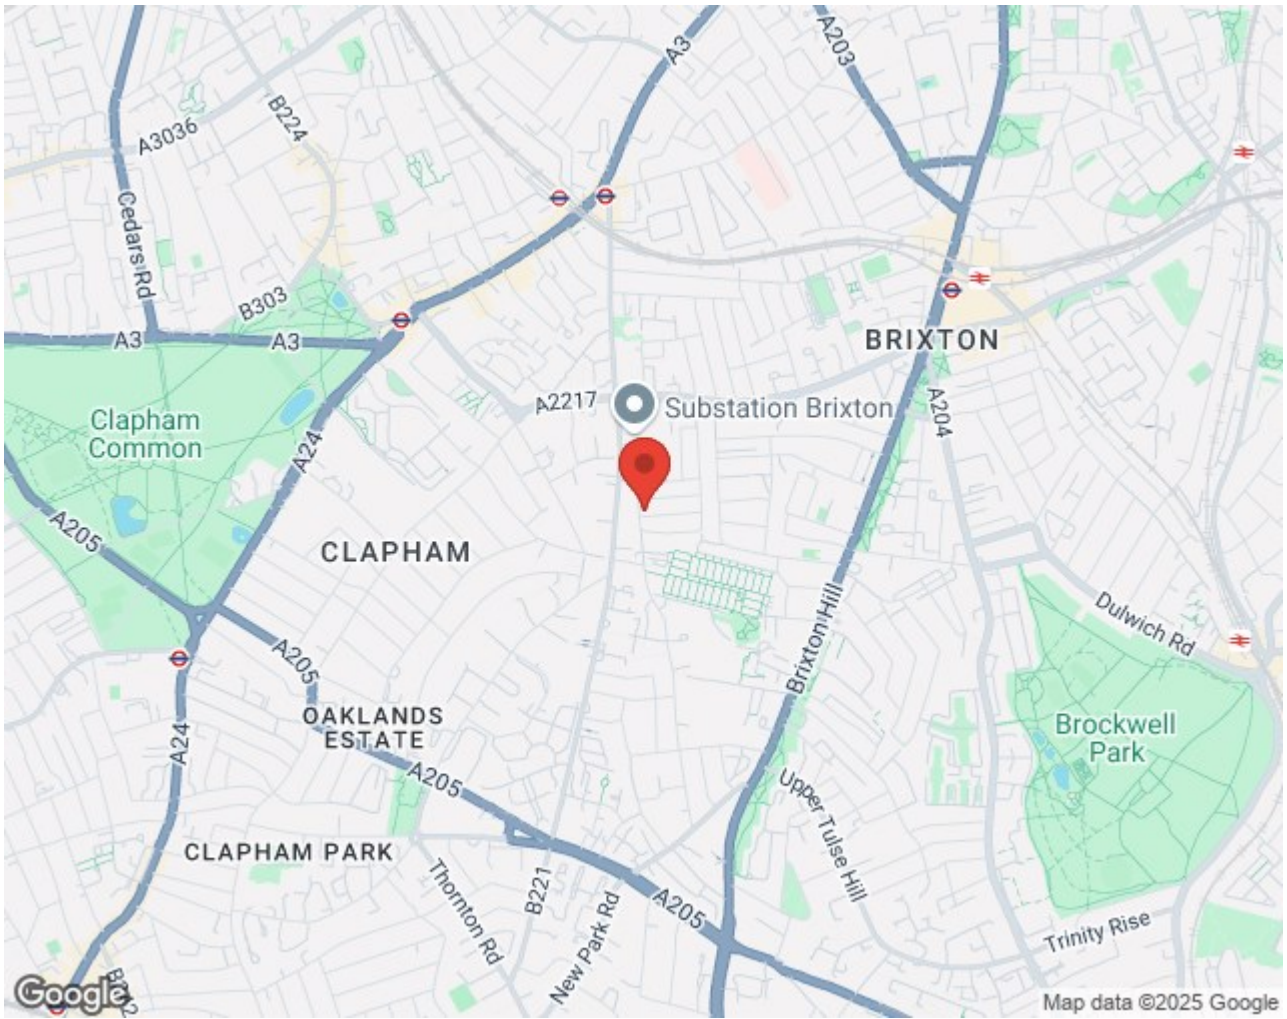 A3
A203
B224
A3036
Cedars Rd
B303
A3
A3
BRIXTON
A2217
Substation Brixton
A204
Clapham
Common
A24
A205
CLAPHAM
Dulwich Rd
Brixton Hill
A205
OAKLANDS
ESTATE
A24
A205
Brockwell
Park
Upper Tulse Hill
CLAPHAM PARK
Thornton Rd
B221
New Park Rd
A205
Trinity Rise
Google
Map data ©2025 Google